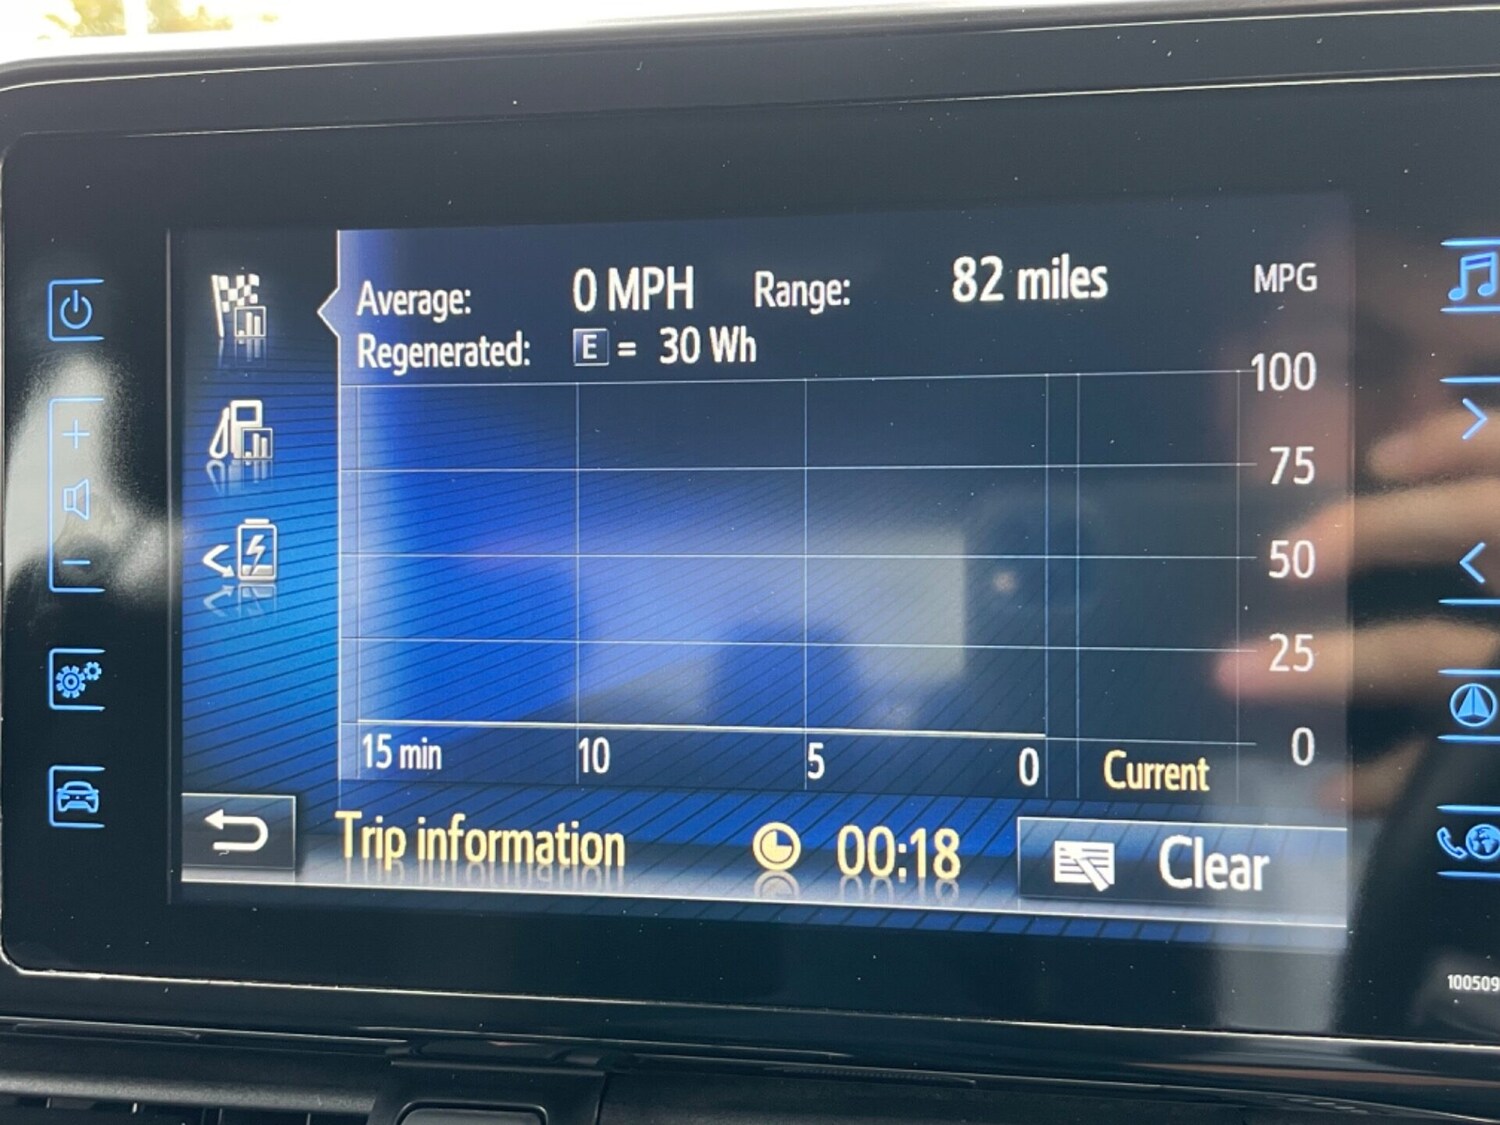 Average: 0 MPH Range: 82 miles MPG
Regenerated: E = 30 Wh
100
75
50
25
0
15 min 10 5 0 Current
Trip information 00:18 Clear
100509